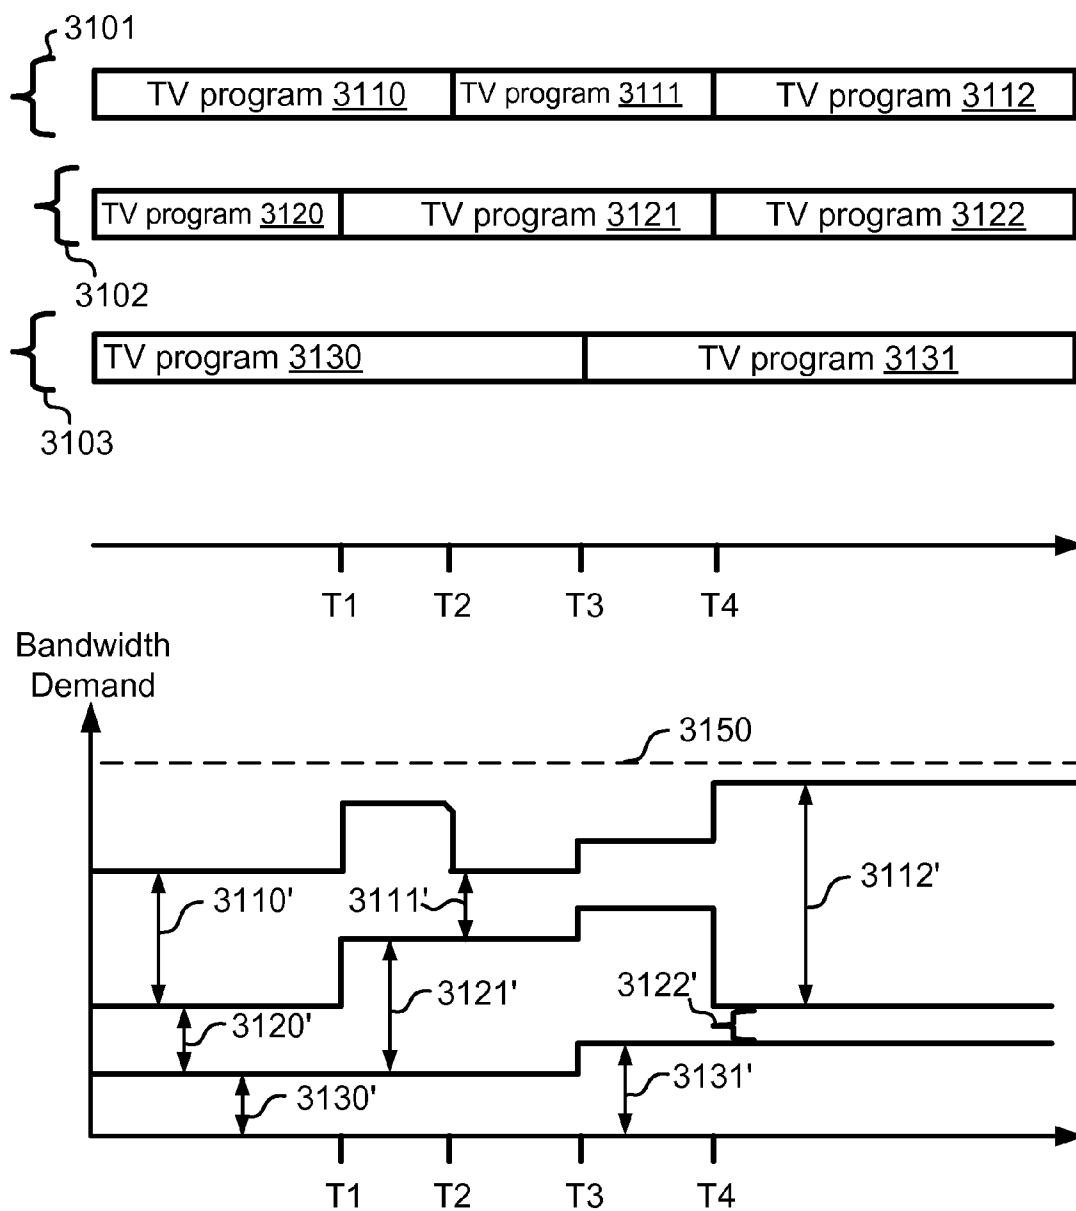 3101
TV program 3110
TV program 3111
TV program 3112
TV program 3120
TV program 3121
TV program 3122
3102
TV program 3130
TV program 3131
3103
T1
T2
T3
T4
Bandwidth
Demand
3150
3110'
3111'
3112'
3121'
3122'
3120'
3131'
3130'
T1
T2
T3
T4